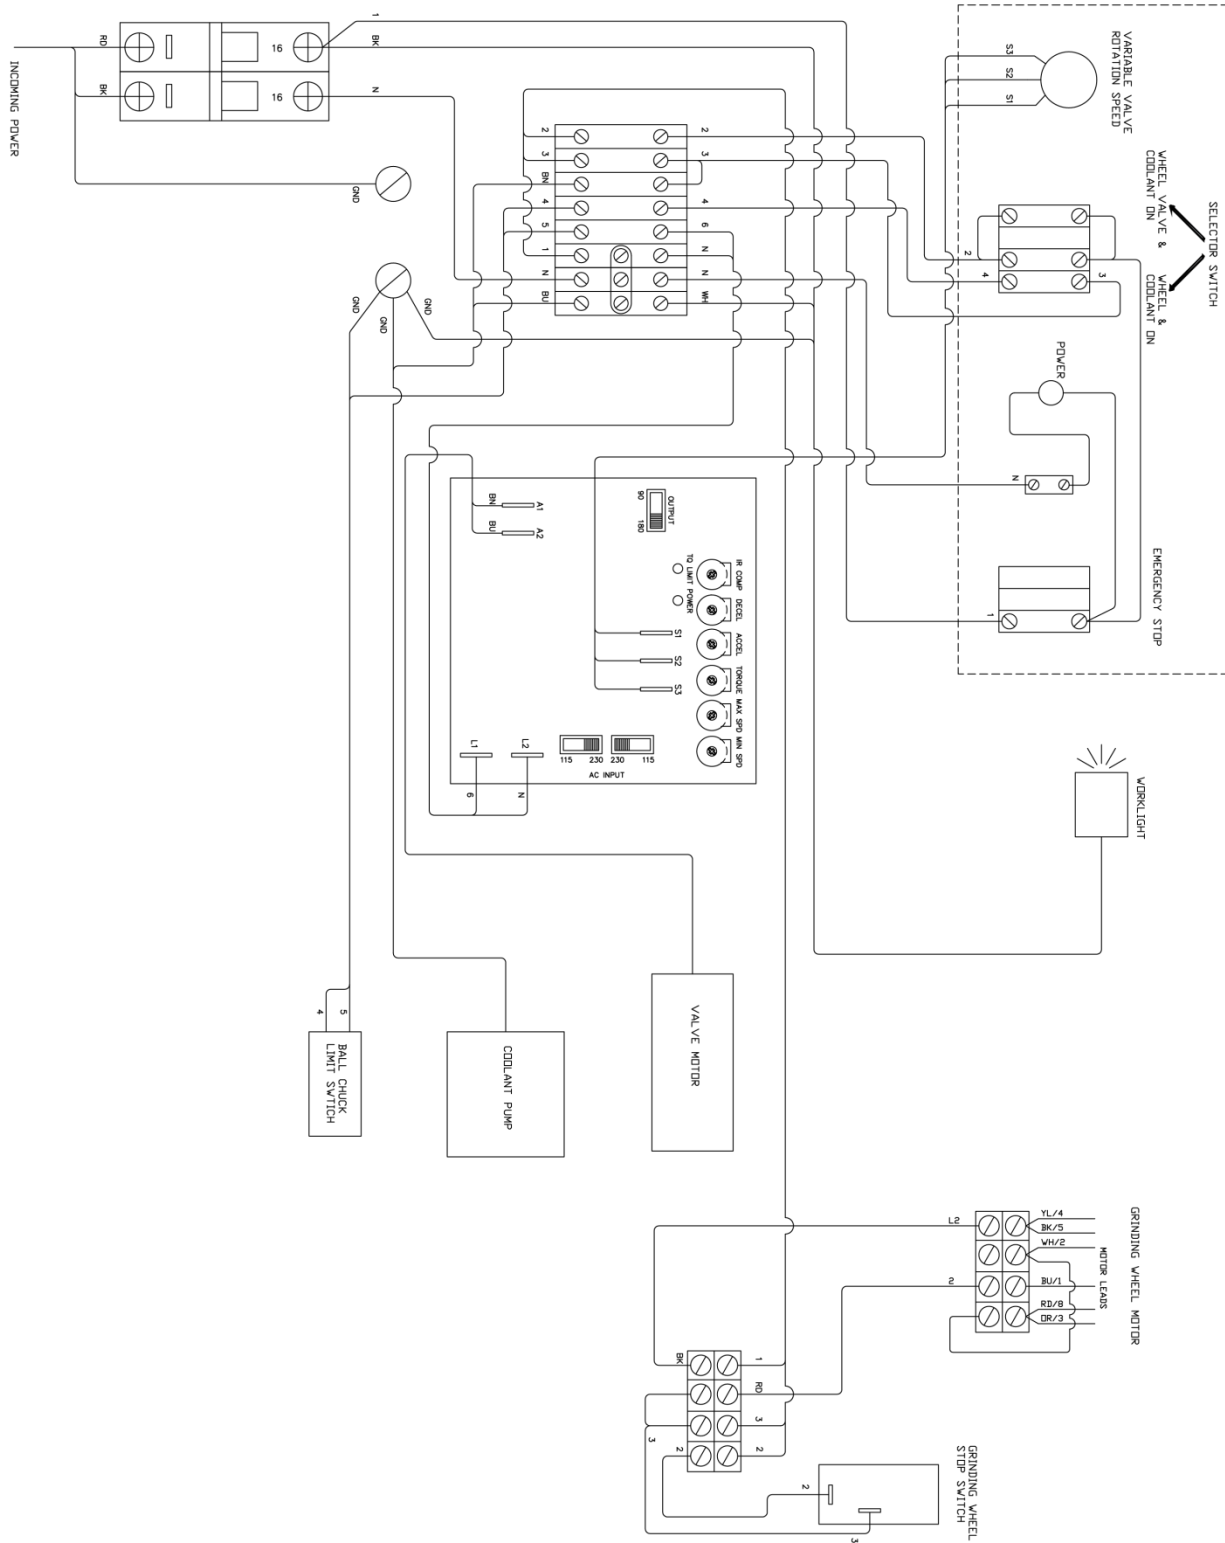 RD
BK
INCOMING POWER
16
16
1
BK
N
GND
GND
GND
GND
2
3
BN
4
5
1
N
BU
2
3
4
6
N
N
WH
VARIABLE VALVE
ROTATION SPEED
S3
S2
S1
SELECTOR SWITCH
WHEEL VALVE &
COOLANT ON
WHEEL &
COOLANT ON
2
4
3
POWER
N
EMERGENCY STOP
1
BN
BU
A1
A2
OUTPUT
90
180
TQ LIMIT
POWER
IR COMP
DECEL
ACCEL
TORQUE
MAX SPD
MIN SPD
S1
S2
S3
L1
L2
115
230
230
115
AC INPUT
6
N
WORKLIGHT
4
5
BALL CHUCK
LIMIT SWTICH
COOLANT PUMP
VALVE MOTOR
GRINDING WHEEL MOTOR
MOTOR LEADS
YL/4
BK/5
WH/2
BU/1
RD/8
OR/3
L2
2
BK
1
RD
3
3
2
2
GRINDING WHEEL
STOP SWITCH
2
3